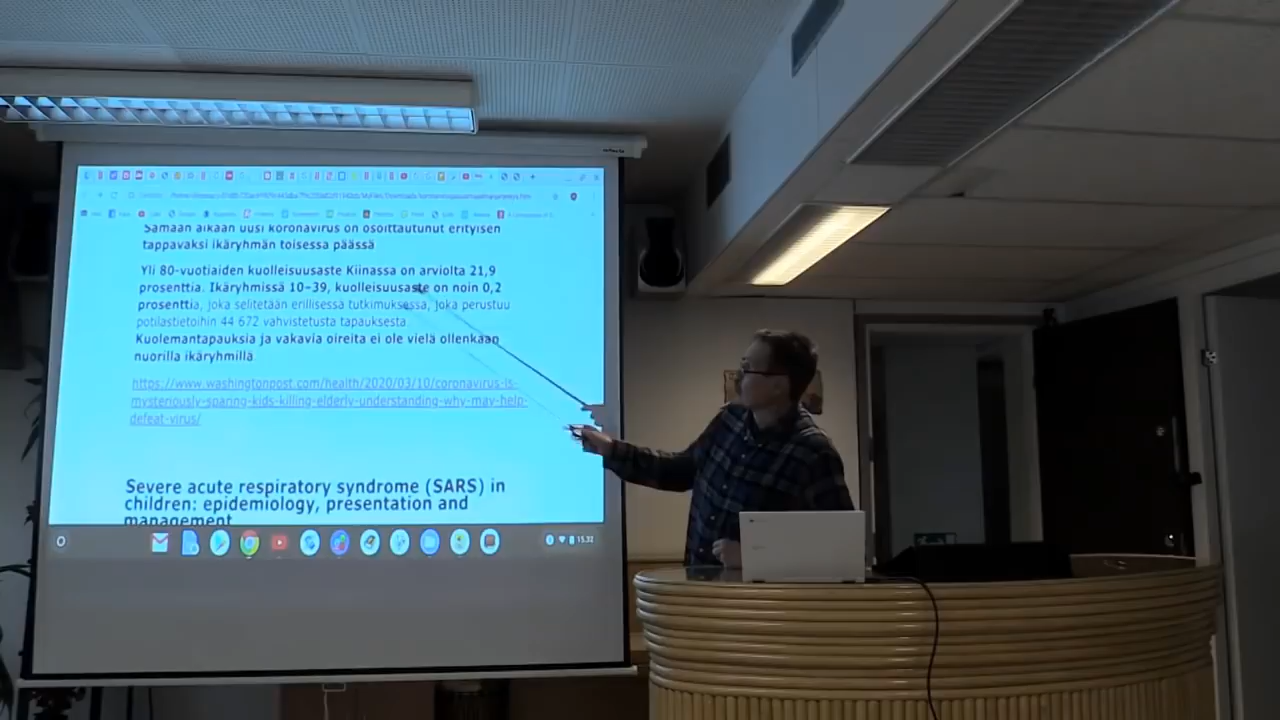 Samaan aikaan uusi koronavirus on osoittautunut erityisen
tappavaksi ikäryhmän toisessa päässä
Yli 80-vuotiaiden kuolleisuusaste Kiinassa on arviolta 21,9
prosenttia. Ikäryhmissä 10–39, kuolleisuusaste on noin 0,2
prosenttia, joka selitetään erillisessä tutkimuksessa, joka perustuu
potilastietoihin 44 672 vahvistetusta tapauksesta
Kuolemantapauksia ja vakavia oireita ei ole vielä ollenkaan
nuorilla ikäryhmillä
https://www.washingtonpost.com/health/2020/03/10/coronavirus-is-
mysteriously-sparing-kids-killing-elderly-understanding-why-may-help-
defeat-virus/
Severe acute respiratory syndrome (SARS) in
children: epidemiology, presentation and
management
15.32